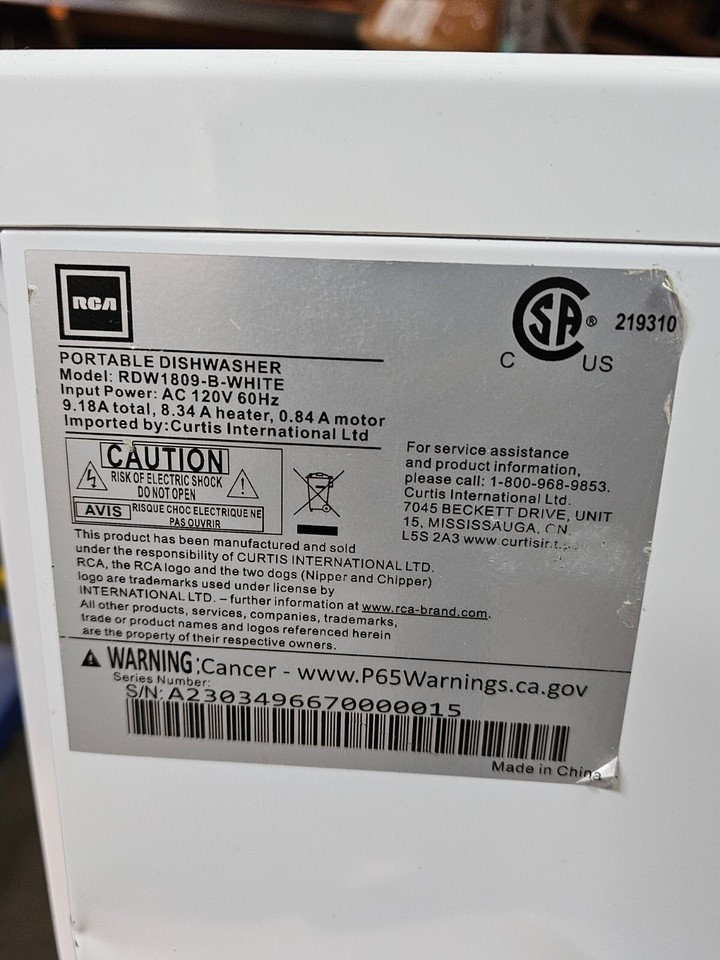 RCA
SA ® 219310
C US
PORTABLE DISHWASHER
Model: RDW1809-B-WHITE
Input Power: AC 120V 60Hz
9.18A total, 8.34 A heater, 0.84 A motor
Imported by:Curtis International Ltd
CAUTION
RISK OF ELECTRIC SHOCK
DO NOT OPEN
AVIS RISQUE CHOC ELECTRIQUE NE
PAS OUVRIR
For service assistance
and product information,
please call: 1-800-968-9853.
Curtis International Ltd.
7045 BECKETT DRIVE, UNIT
15, MISSISSAUGA, ON,
L5S 2A3
This product has been manufactured and sold
under the responsibility of CURTIS INTERNATIONAL LTD.
RCA, the RCA logo and the two dogs (Nipper and Chipper)
logo are trademarks used under license by
INTERNATIONAL LTD. – further information at www.rca-brand.com.
All other products, services, companies, trademarks,
trade or product names and logos referenced herein
are the property of their respective owners.
WARNING:Cancer - www.P65Warnings.ca.gov
Series Number:
S/N: A2303496670000015
Made in China